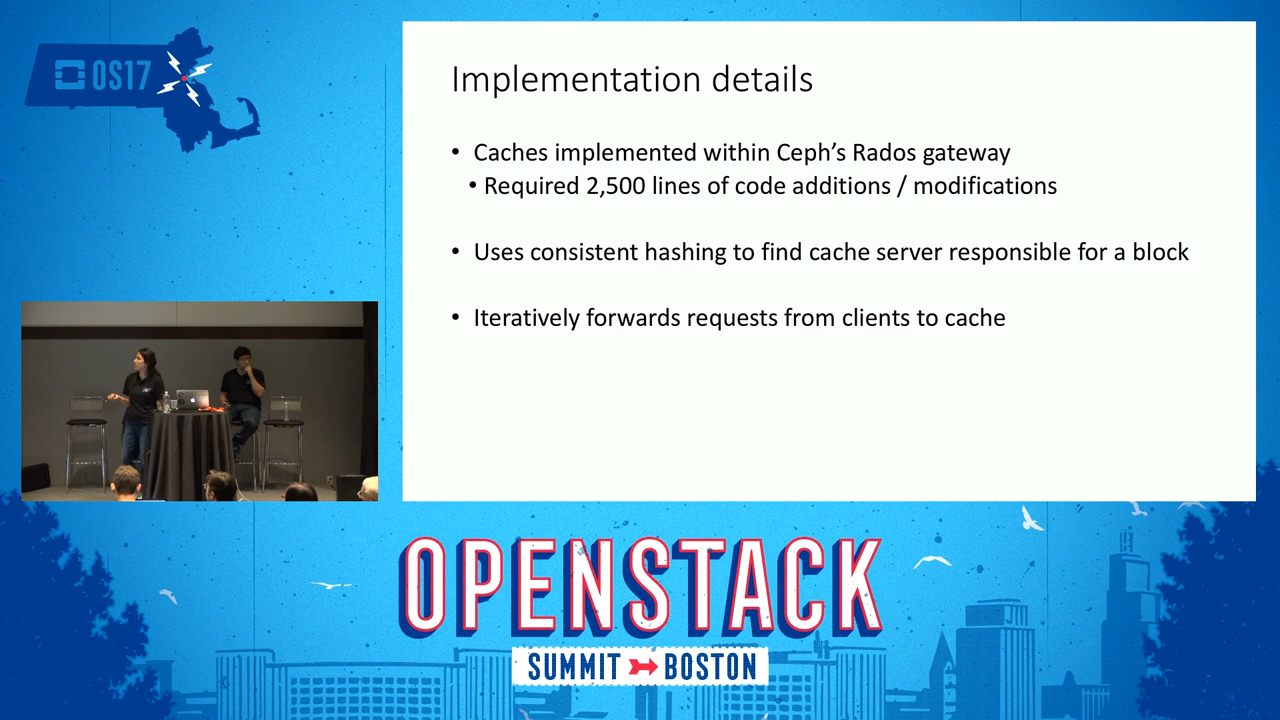 OS17
Implementation details
• Caches implemented within Ceph’s Rados gateway
• Required 2,500 lines of code additions / modifications
• Uses consistent hashing to find cache server responsible for a block
• Iteratively forwards requests from clients to cache
OPENSTACK
SUMMIT BOSTON